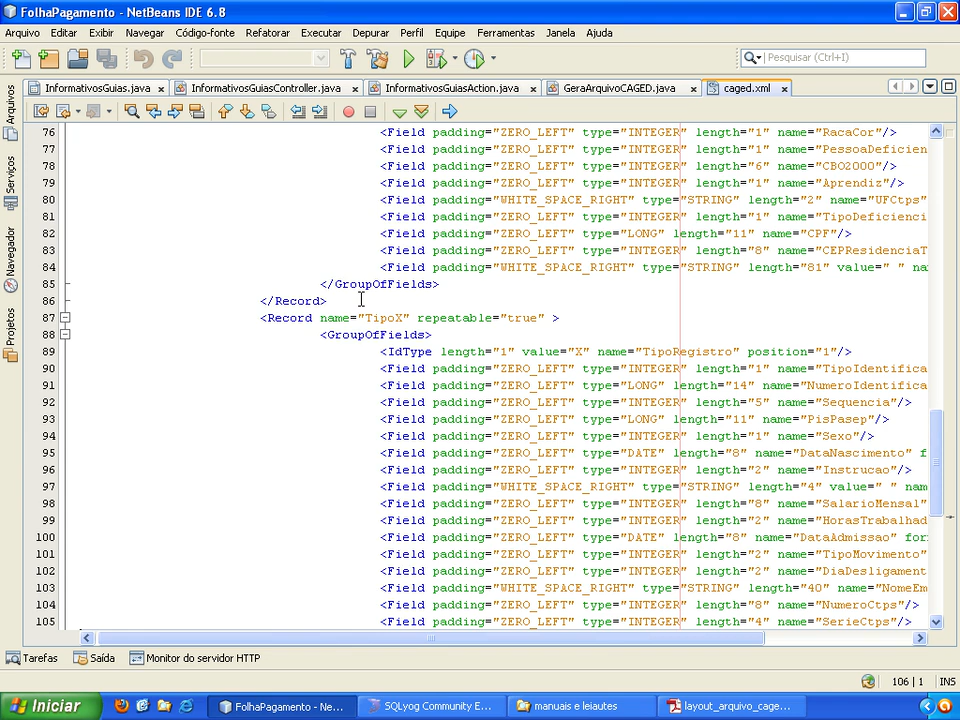 FolhaPagamento - NetBeans IDE 6.8
Arquivo Editar Exibir Navegar Código-fonte Refatorar Executar Depurar Perfil Equipe Ferramentas Janela Ajuda
Pesquisar (Ctrl+I)
InformativosGuias.java InformativosGuiasController.java InformativosGuiasAction.java GeraArquivoCAGED.java caged.xml
Arquivos
Serviços
Navegador
Projetos
76 <Field padding="ZERO_LEFT" type="INTEGER" length="1" name="RacaCor"/>
77 <Field padding="ZERO_LEFT" type="INTEGER" length="1" name="PessoaDeficien
78 <Field padding="ZERO_LEFT" type="INTEGER" length="6" name="CBO2000"/>
79 <Field padding="ZERO_LEFT" type="INTEGER" length="1" name="Aprendiz"/>
80 <Field padding="WHITE_SPACE_RIGHT" type="STRING" length="2" name="UFCtps"/
81 <Field padding="ZERO_LEFT" type="INTEGER" length="1" name="TipoDeficienci
82 <Field padding="ZERO_LEFT" type="LONG" length="11" name="CPF"/>
83 <Field padding="ZERO_LEFT" type="INTEGER" length="8" name="CEPResidenciaT
84 <Field padding="WHITE_SPACE_RIGHT" type="STRING" length="81" value=" " na
85 </GroupOfFields>
86 </Record>
87 <Record name="TipoX" repeatable="true" >
88 <GroupOfFields>
89 <IdType length="1" value="X" name="TipoRegistro" position="1"/>
90 <Field padding="ZERO_LEFT" type="INTEGER" length="1" name="TipoIdentifica
91 <Field padding="ZERO_LEFT" type="LONG" length="14" name="NumeroIdentifica
92 <Field padding="ZERO_LEFT" type="INTEGER" length="5" name="Sequencia"/>
93 <Field padding="ZERO_LEFT" type="LONG" length="11" name="PisPasep"/>
94 <Field padding="ZERO_LEFT" type="INTEGER" length="1" name="Sexo"/>
95 <Field padding="ZERO_LEFT" type="DATE" length="8" name="DataNascimento" f
96 <Field padding="ZERO_LEFT" type="INTEGER" length="2" name="Instrucao"/>
97 <Field padding="WHITE_SPACE_RIGHT" type="STRING" length="4" value=" " nam
98 <Field padding="ZERO_LEFT" type="INTEGER" length="8" name="SalarioMensal"
99 <Field padding="ZERO_LEFT" type="INTEGER" length="2" name="HorasTrabalhad
100 <Field padding="ZERO_LEFT" type="DATE" length="8" name="DataAdmissao" for
101 <Field padding="ZERO_LEFT" type="INTEGER" length="2" name="TipoMovimento"
102 <Field padding="ZERO_LEFT" type="INTEGER" length="2" name="DiaDesligament
103 <Field padding="WHITE_SPACE_RIGHT" type="STRING" length="40" name="NomeEm
104 <Field padding="ZERO_LEFT" type="INTEGER" length="8" name="NumeroCtps"/>
105 <Field padding="ZERO_LEFT" type="INTEGER" length="4" name="SerieCtps"/>
Tarefas Saída Monitor do servidor HTTP
106 | 1 INS
Iniciar FolhaPagamento - Ne... SQLyog Community E... manuais e leiautes layout_arquivo_cage...